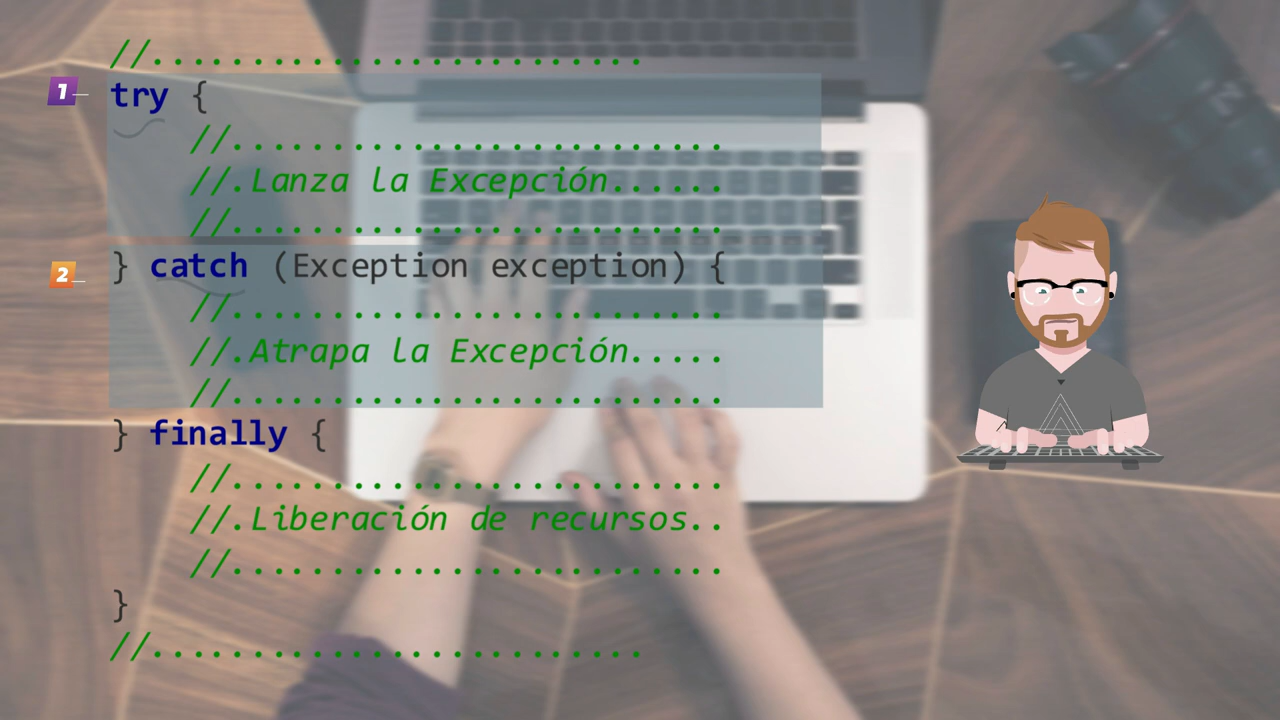 //.........................
1 try {
//.........................
//.Lanza la Excepción......
//.........................
2 } catch (Exception exception) {
//.........................
//.Atrapa la Excepción.....
//.........................
} finally {
//.........................
//.Liberación de recursos..
//.........................
}
//.........................